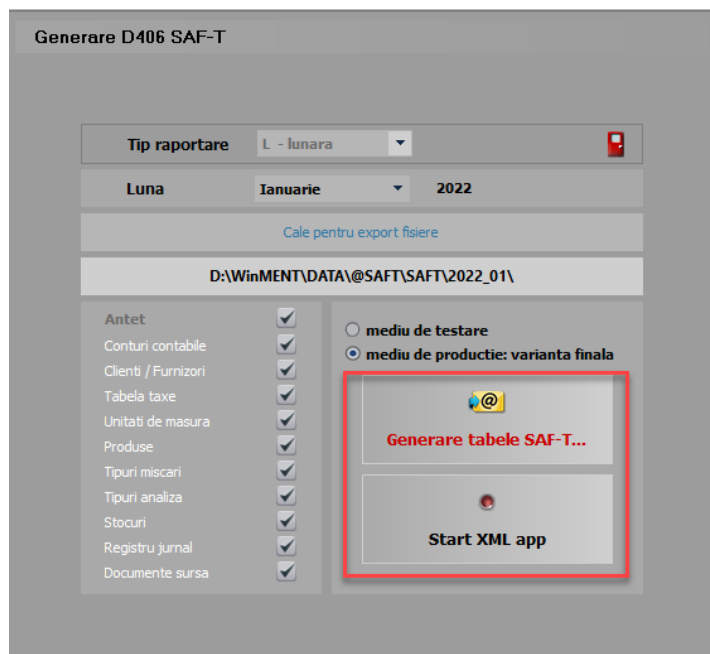 Generare D406 SAF-T
Tip raportare L - lunara
Luna Ianuarie 2022
Cale pentru export fisiere
D:\WinMENT\DATA\@SAFT\SAFT\2022_01\
Antet
Conturi contabile
Clienti / Furnizori
Tabela taxe
Unitati de masura
Produse
Tipuri miscari
Tipuri analiza
Stocuri
Registru jurnal
Documente sursa
mediu de testare
mediu de productie: varianta finala
@
Generare tabele SAF-T...
Start XML app